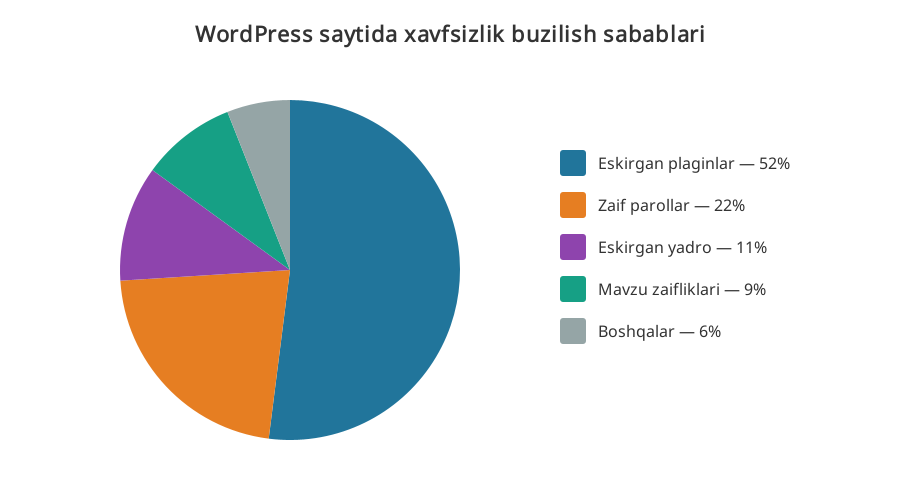 WordPress saytida xavfsizlik buzilish sabablari
Eskirgan plaginlar — 52%
Zaif parollar — 22%
Eskirgan yadro — 11%
Mavzu zaifliklari — 9%
Boshqalar — 6%